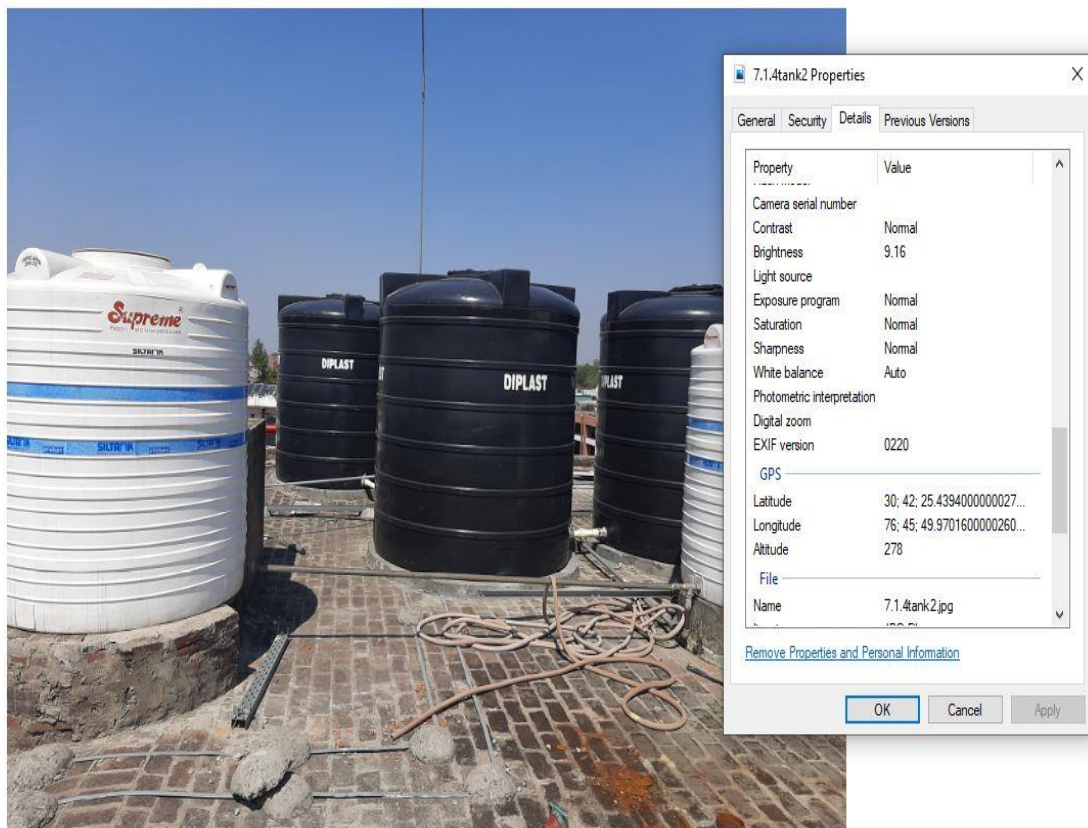 Supreme
SILTANK
SILTANK
SILTANK
DIPLAST
DIPLAST
PLAST
7.1.4tank2 Properties
General Security Details Previous Versions
Property Value
Camera serial number
Contrast Normal
Brightness 9.16
Light source
Exposure program Normal
Saturation Normal
Sharpness Normal
White balance Auto
Photometric interpretation
Digital zoom
EXIF version 0220
GPS
Latitude 30; 42; 25.4394000000027...
Longitude 76; 45; 49.9701600000260...
Altitude 278
File
Name 7.1.4tank2.jpg
Remove Properties and Personal Information
OK Cancel Apply